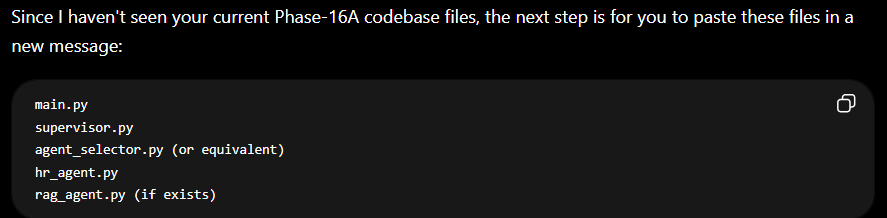 Since I haven't seen your current Phase-16A codebase files, the next step is for you to paste these files in a
new message:
main.py
supervisor.py
agent_selector.py (or equivalent)
hr_agent.py
rag_agent.py (if exists)